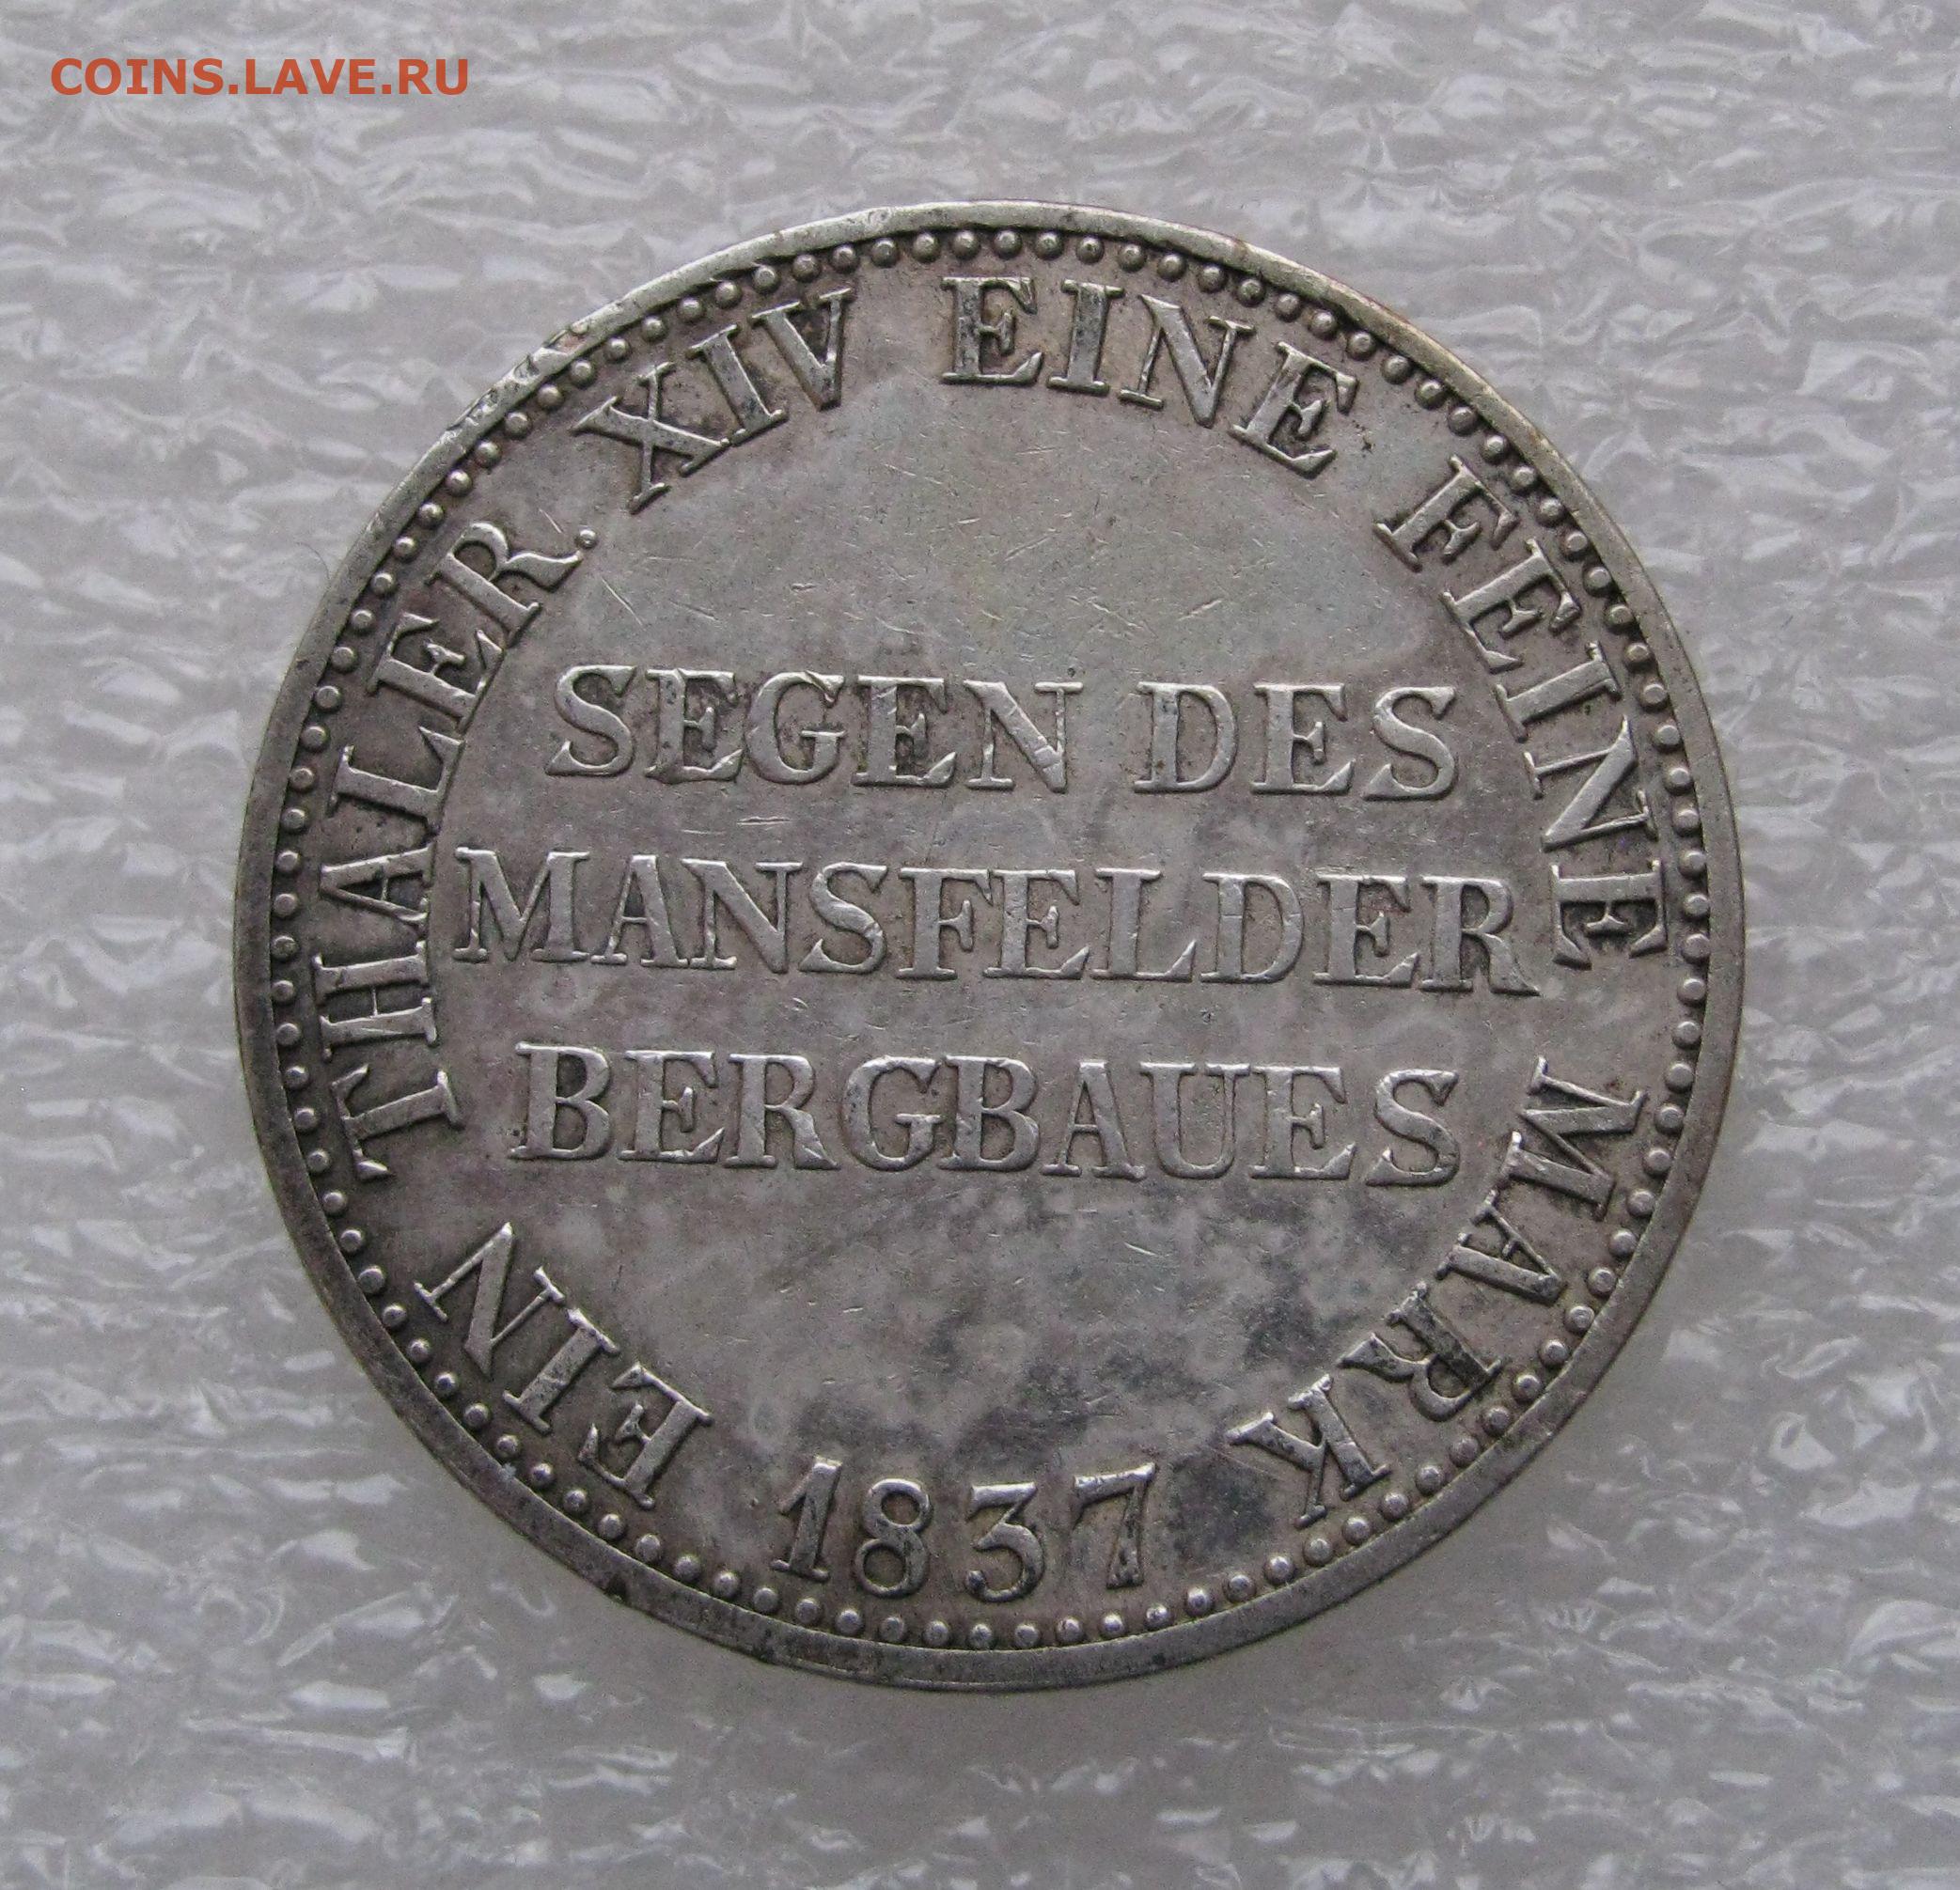 COINS.LAVE.RU
EIN THALER. XIV EINE FEINE MARK
SEGEN DES
MANSFELDER
BERGBAUES
1837